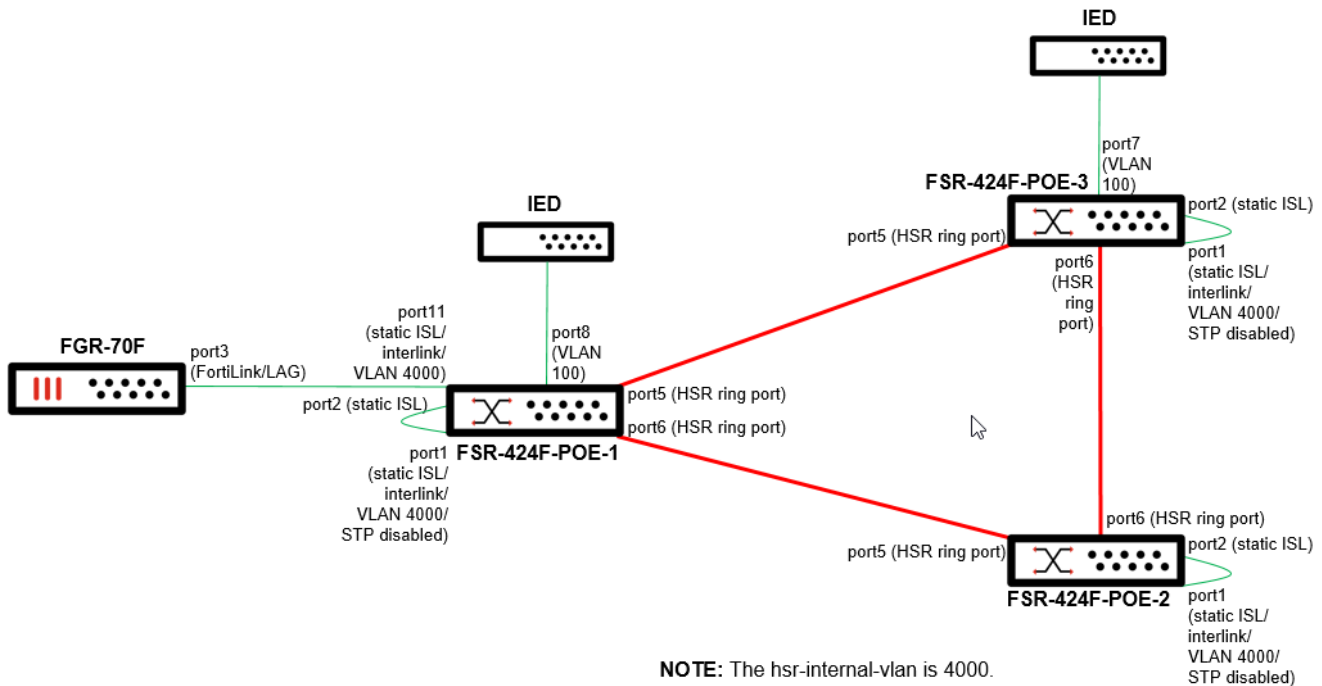 IED
port7
(VLAN
100)
FSR-424F-POE-3
port2 (static ISL)
IED
port5 (HSR ring port)
port1
(static ISL/
interlink/
VLAN 4000/
STP disabled)
port6
(HSR
ring
port)
port11
(static ISL/
interlink/
VLAN 4000)
port8
(VLAN
100)
FGR-70F
port3
(FortiLink/LAG)
port2 (static ISL)
port5 (HSR ring port)
port6 (HSR ring port)
FSR-424F-POE-1
port1
(static ISL/
interlink/
VLAN 4000/
STP disabled)
port6 (HSR ring port)
port5 (HSR ring port)
port2 (static ISL)
FSR-424F-POE-2
port1
(static ISL/
interlink/
VLAN 4000/
STP disabled)
NOTE: The hsr-internal-vlan is 4000.